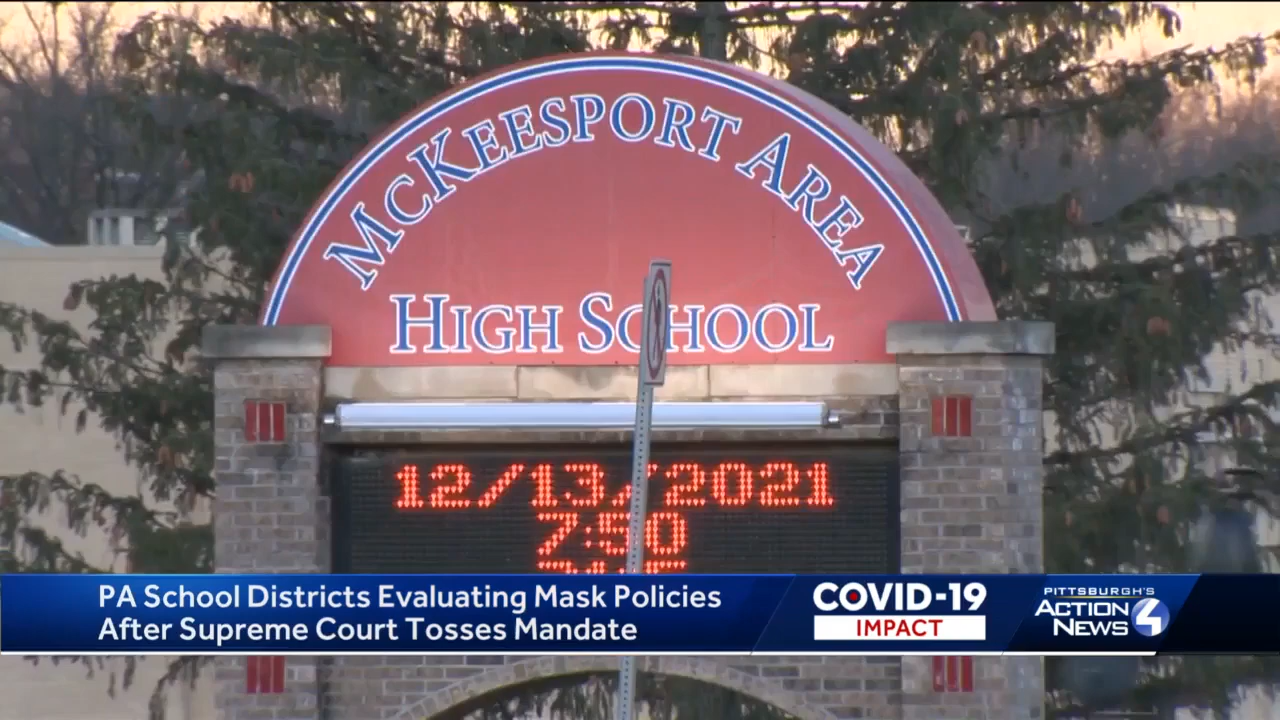 McKeesport Area
High School
12/13/2021
7:50
PA School Districts Evaluating Mask Policies
After Supreme Court Tosses Mandate
COVID-19
IMPACT
PITTSBURGH'S
ACTION
NEWS 4